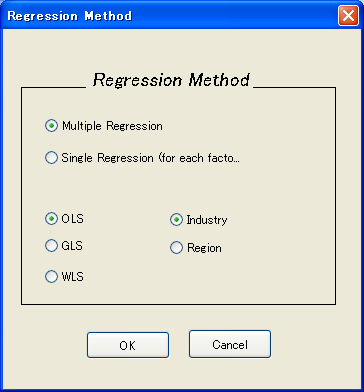 Regression Method
Regression Method
Multiple Regression
Single Regression (for each facto...
OLS
Industry
GLS
Region
WLS
OK
Cancel